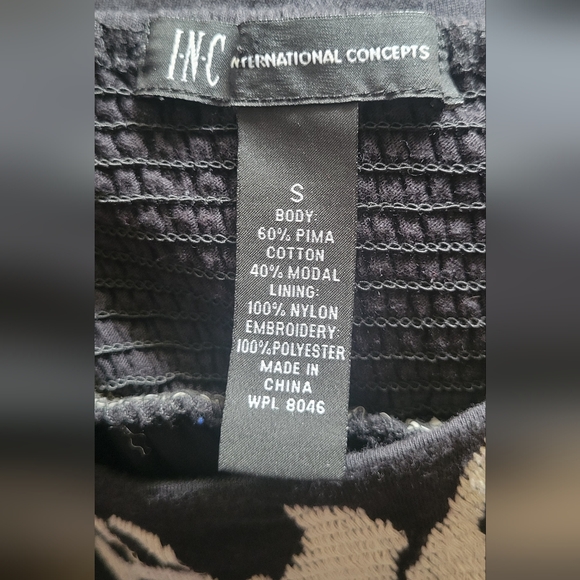 I·N·C INTERNATIONAL CONCEPTS
S
BODY:
60% PIMA
COTTON
40% MODAL
LINING:
100% NYLON
EMBROIDERY:
100%POLYESTER
MADE IN
CHINA
WPL 8046